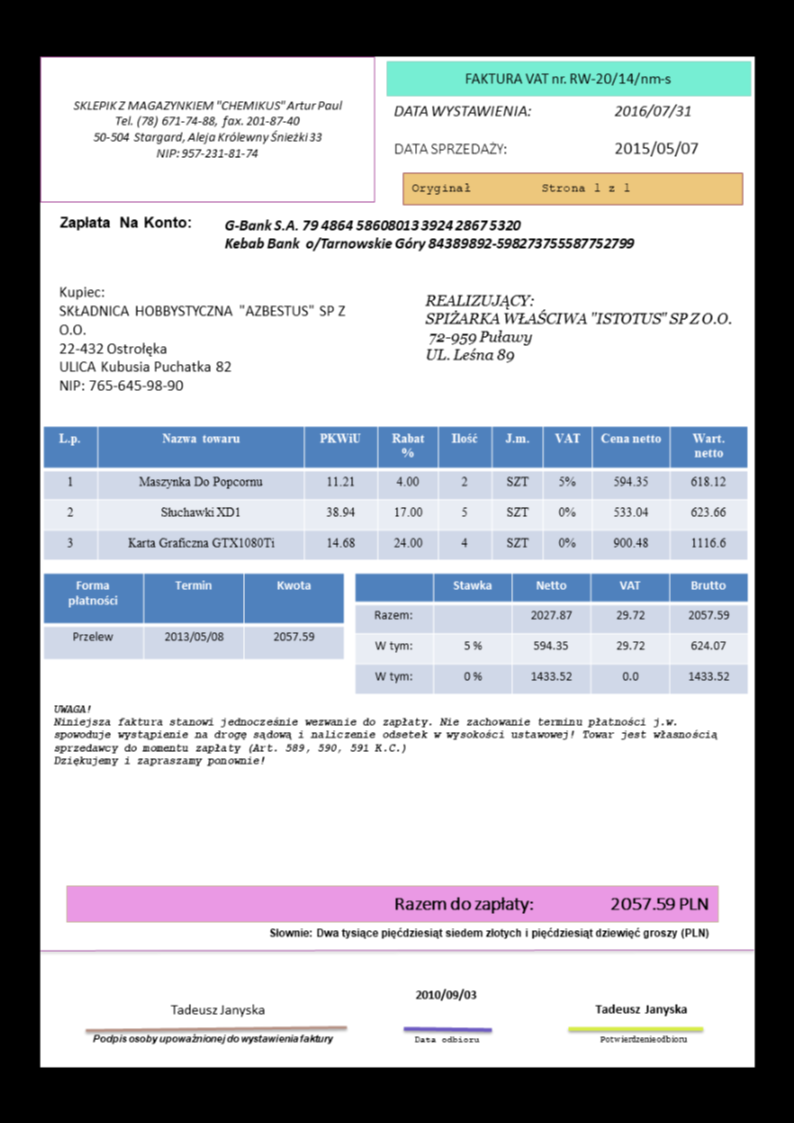 SKLEPIK Z MAGAZYNKIEM "CHEMIKUS" Artur Paul
Tel. (78) 671-74-88, fax. 201-87-40
50-504 Stargard, Aleja Królewny Śnieżki 33
NIP: 957-231-81-74
FAKTURA VAT nr. RW-20/14/nm-s
DATA WYSTAWIENIA: 2016/07/31
DATA SPRZEDAŻY: 2015/05/07
Oryginał Strona 1 z 1
Zapłata Na Konto: G-Bank S.A. 79 4864 58608013 3924 2867 5320
Kebab Bank o/Tarnowskie Góry 84389892-598273755587752799
Kupiec:
SKŁADNICA HOBBYSTYCZNA "AZBESTUS" SP Z
O.O.
22-432 Ostrołęka
ULICA Kubusia Puchatka 82
NIP: 765-645-98-90
REALIZUJĄCY:
SPIŻARKA WŁAŚCIWA "ISTOTUS" SP Z O.O.
72-959 Puławy
UL. Leśna 89
L.p. Nazwa towaru PKWiU Rabat % Ilość J.m. VAT Cena netto Wart. netto
1 Maszynka Do Popcornu 11.21 4.00 2 SZT 5% 594.35 618.12
2 Słuchawki XD1 38.94 17.00 5 SZT 0% 533.04 623.66
3 Karta Graficzna GTX1080Ti 14.68 24.00 4 SZT 0% 900.48 1116.6
Forma płatności Termin Kwota
Przelew 2013/05/08 2057.59
Stawka Netto VAT Brutto
Razem: 2027.87 29.72 2057.59
W tym: 5 % 594.35 29.72 624.07
W tym: 0 % 1433.52 0.0 1433.52
UWAGA!
Niniejsza faktura stanowi jednocześnie wezwanie do zapłaty. Nie zachowanie terminu płatności j.w.
spowoduje wystąpienie na drogę sądową i naliczenie odsetek w wysokości ustawowej! Towar jest własnością
sprzedawcy do momentu zapłaty (Art. 589, 590, 591 K.C.)
Dziękujemy i zapraszamy ponownie!
Razem do zapłaty: 2057.59 PLN
Słownie: Dwa tysiące pięćdziesiąt siedem złotych i pięćdziesiąt dziewięć groszy (PLN)
Tadeusz Janyska
Podpis osoby upoważnionej do wystawienia faktury
2010/09/03
Data odbioru
Tadeusz Janyska
Potwierdzenie odbioru